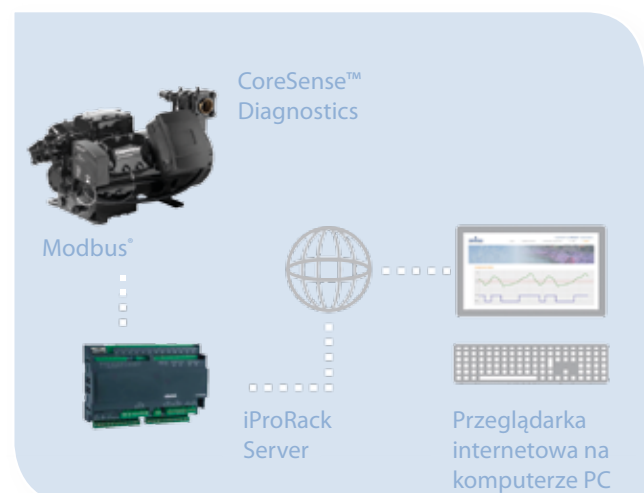 CoreSense™
Diagnostics
Modbus®
iProRack
Server
Przeglądarka
internetowa na
komputerze PC